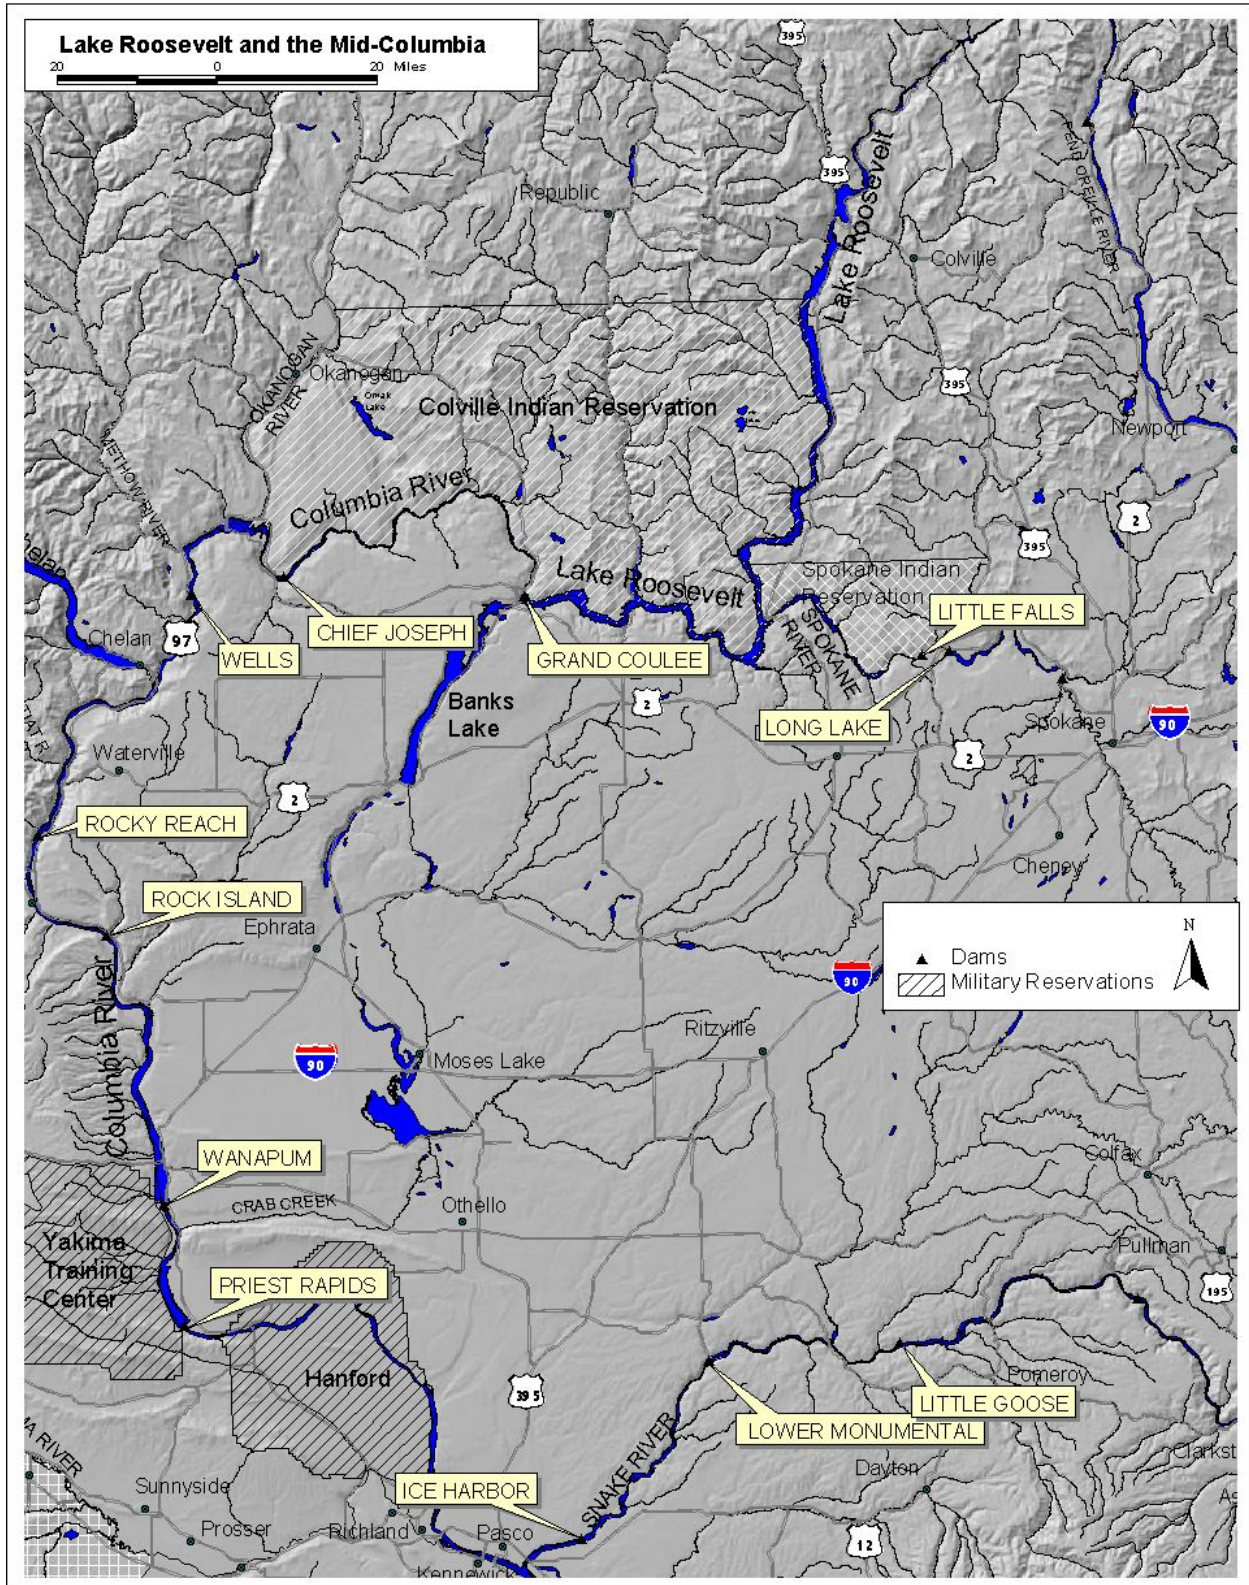 Lake Roosevelt and the Mid-Columbia
20 0 20 Miles
395
Lake Roosevelt
395
PEND OREILLE RIVER
Republic
Colville
OKANOGAN
RIVER
Okanogan
Omak
Lake
Colville Indian Reservation
395
Newport
METHOW RIVER
Columbia River
2
395
Lake Roosevelt
Spokane Indian
Reservation
LITTLE FALLS
Chelan
97
CHIEF JOSEPH
WELLS
GRAND COULEE
SPOKANE
RIVER
Banks
Lake
2
LONG LAKE
Spokane
90
Waterville
2
2
ROCKY REACH
Cheney
ROCK ISLAND
Ephrata
N
Dams
Military Reservations
90
Columbia River
Ritzville
90
Moses Lake
WANAPUM
Colfax
CRAB CREEK
Othello
Yakima
Training
Center
Pullman
PRIEST RAPIDS
195
Hanford
395
Pomeroy
LITTLE GOOSE
LOWER MONUMENTAL
SNAKE RIVER
RIVER
Clarkst
Dayton
Sunnyside
ICE HARBOR
Prosser
Richland
Pasco
12
Kennewick